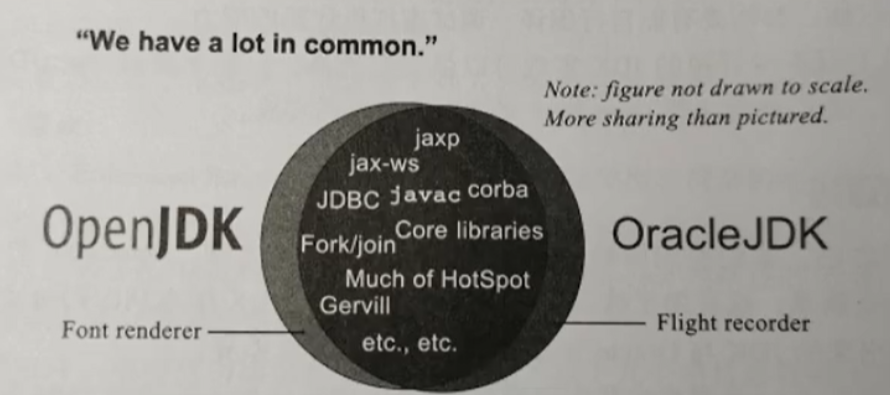 “We have a lot in common.”
Note: figure not drawn to scale.
More sharing than pictured.
jaxp
jax-ws
JDBC javac corba
OpenJDK
Fork/join Core libraries
OracleJDK
Much of HotSpot
Gervill
Font renderer
Flight recorder
etc., etc.